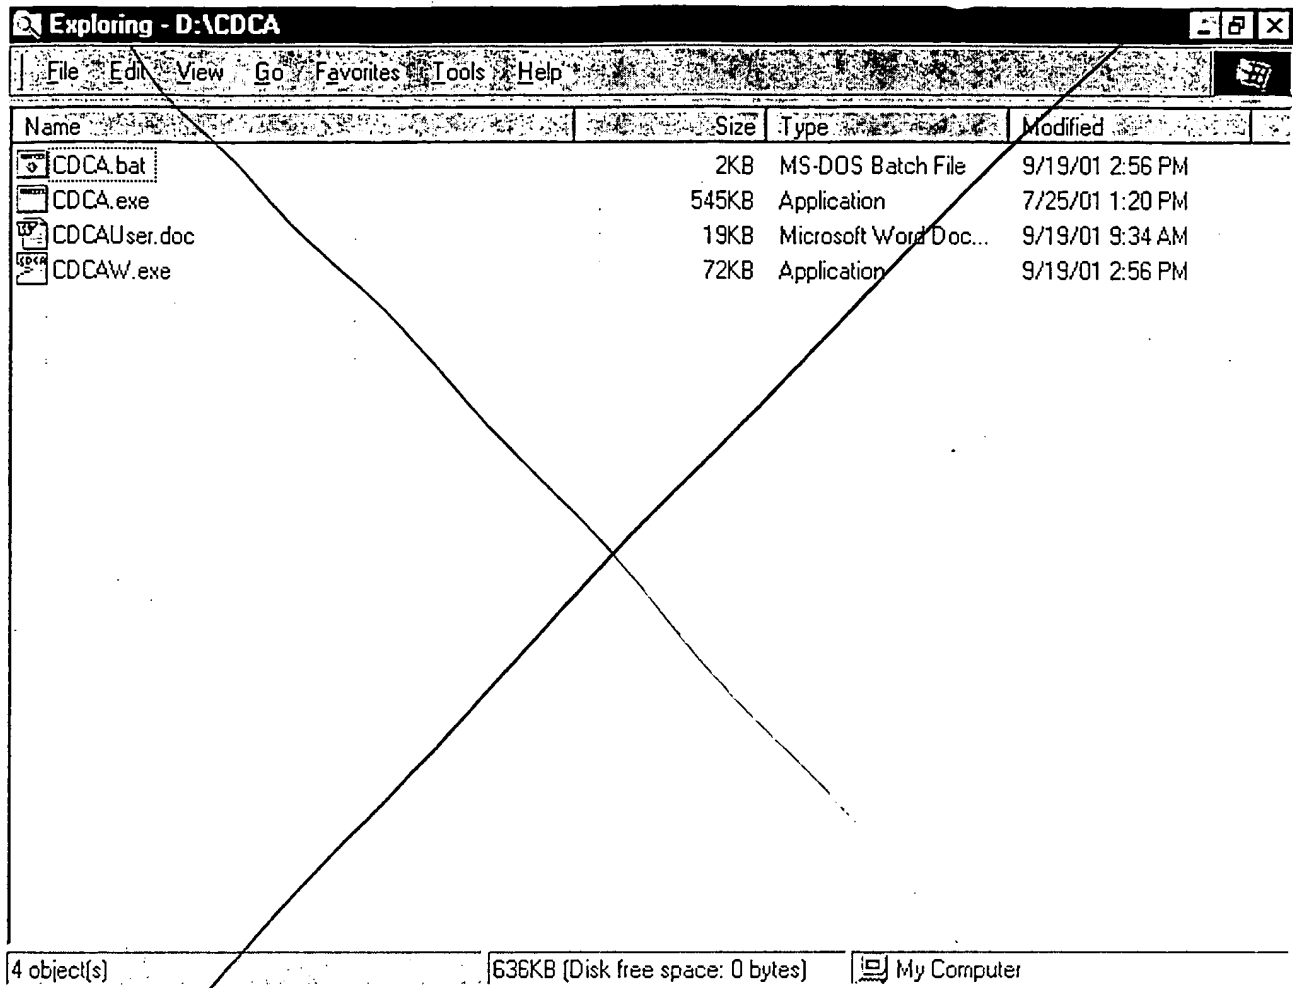 Exploring - D:\CDCA
File Edit View Go Favorites Tools Help
Name Size Type Modified
CDCA.bat 2KB MS-DOS Batch File 9/19/01 2:56 PM
CDCA.exe 545KB Application 7/25/01 1:20 PM
CDCAUser.doc 19KB Microsoft Word Doc... 9/19/01 9:34 AM
CDCAW.exe 72KB Application 9/19/01 2:56 PM
4 object(s) 636KB (Disk free space: 0 bytes) My Computer